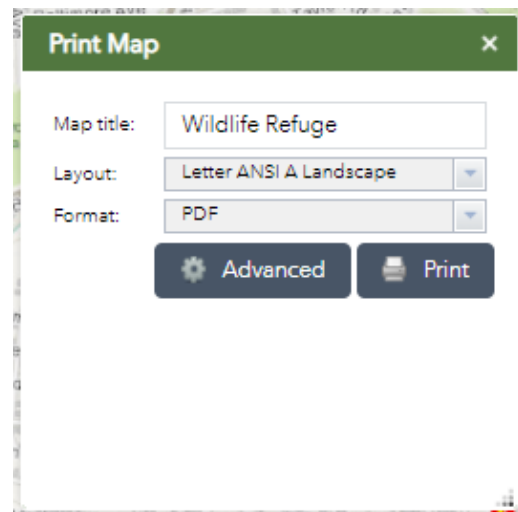 Print Map ×
Map title: Wildlife Refuge
Layout: Letter ANSI A Landscape
Format: PDF
Advanced Print